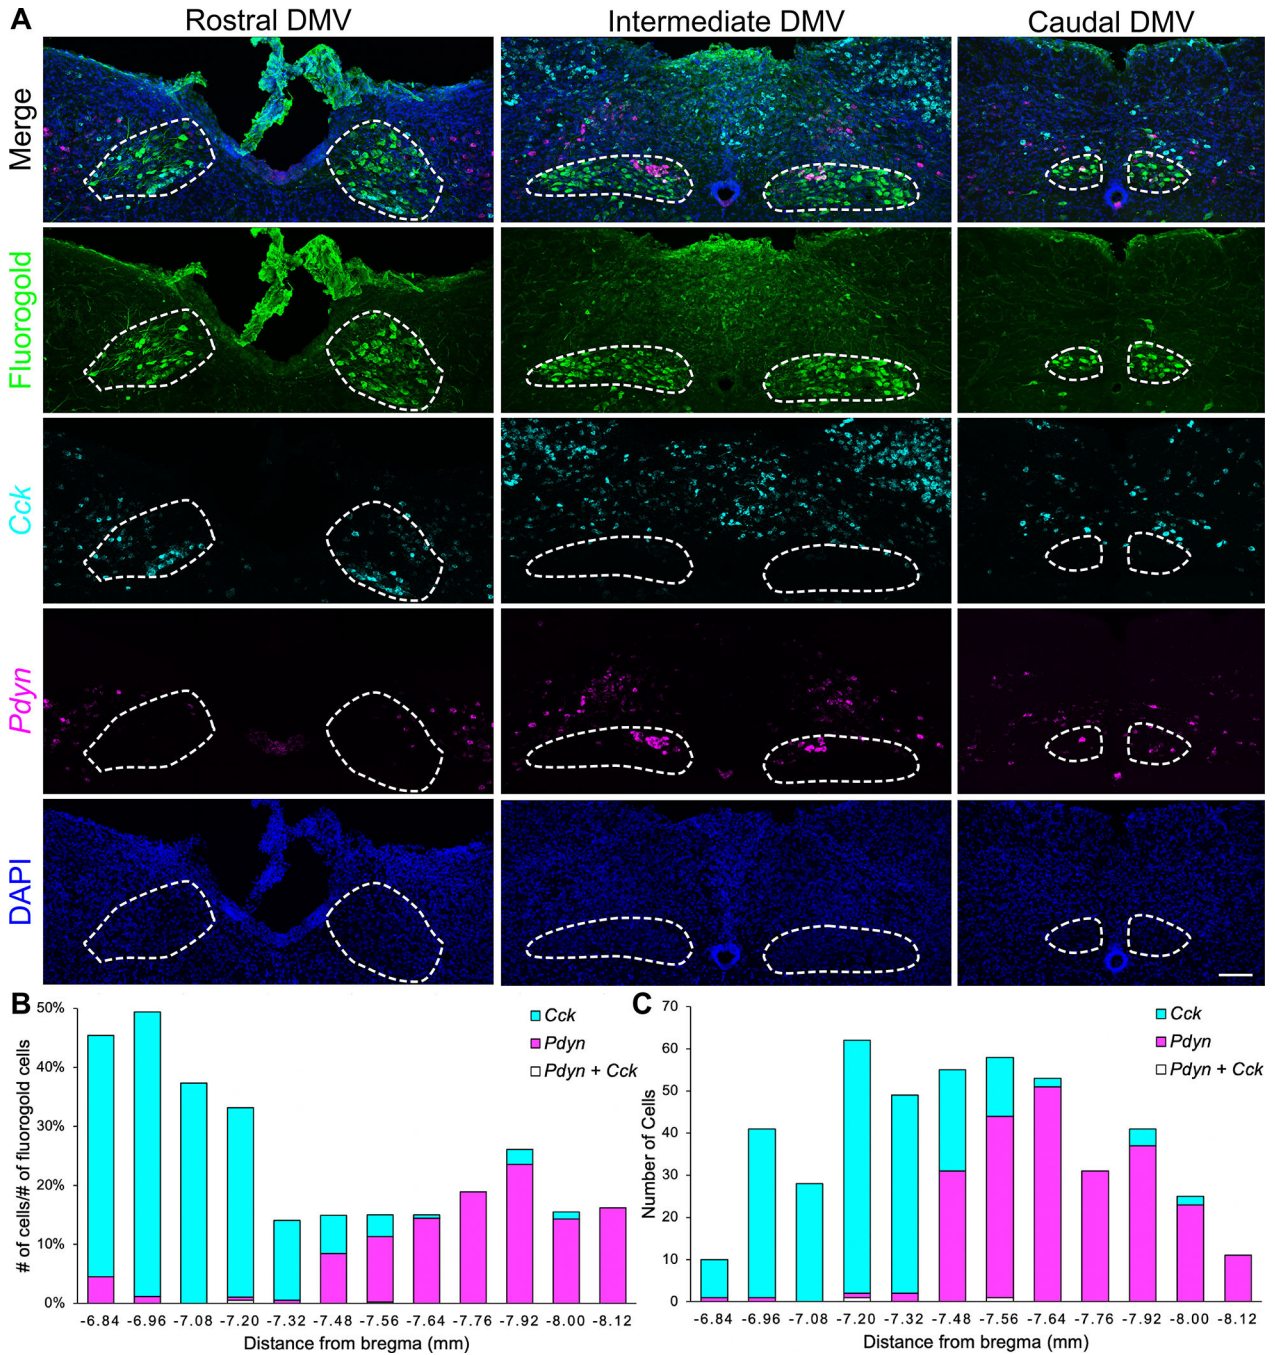 A
Rostral DMV
Intermediate DMV
Caudal DMV
Merge
Fluorogold
Cck
Pdyn
DAPI
B
# of cells/# of fluorogold cells
50%
40%
30%
20%
10%
0%
Cck
Pdyn
Pdyn + Cck
-6.84 -6.96 -7.08 -7.20 -7.32 -7.48 -7.56 -7.64 -7.76 -7.92 -8.00 -8.12
Distance from bregma (mm)
C
Number of Cells
70
60
50
40
30
20
10
0
Cck
Pdyn
Pdyn + Cck
-6.84 -6.96 -7.08 -7.20 -7.32 -7.48 -7.56 -7.64 -7.76 -7.92 -8.00 -8.12
Distance from bregma (mm)